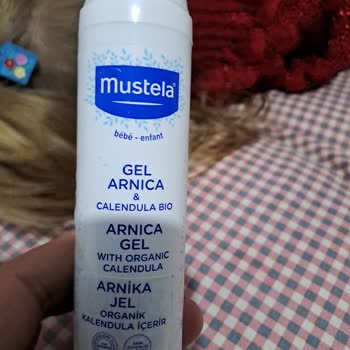 mustela
bébé - enfant
GEL
ARNICA
&
CALENDULA BIO
ARNICA
GEL
WITH ORGANIC
CALENDULA
ARNİKA
JEL
ORGANİK
KALENDULA İÇERİR